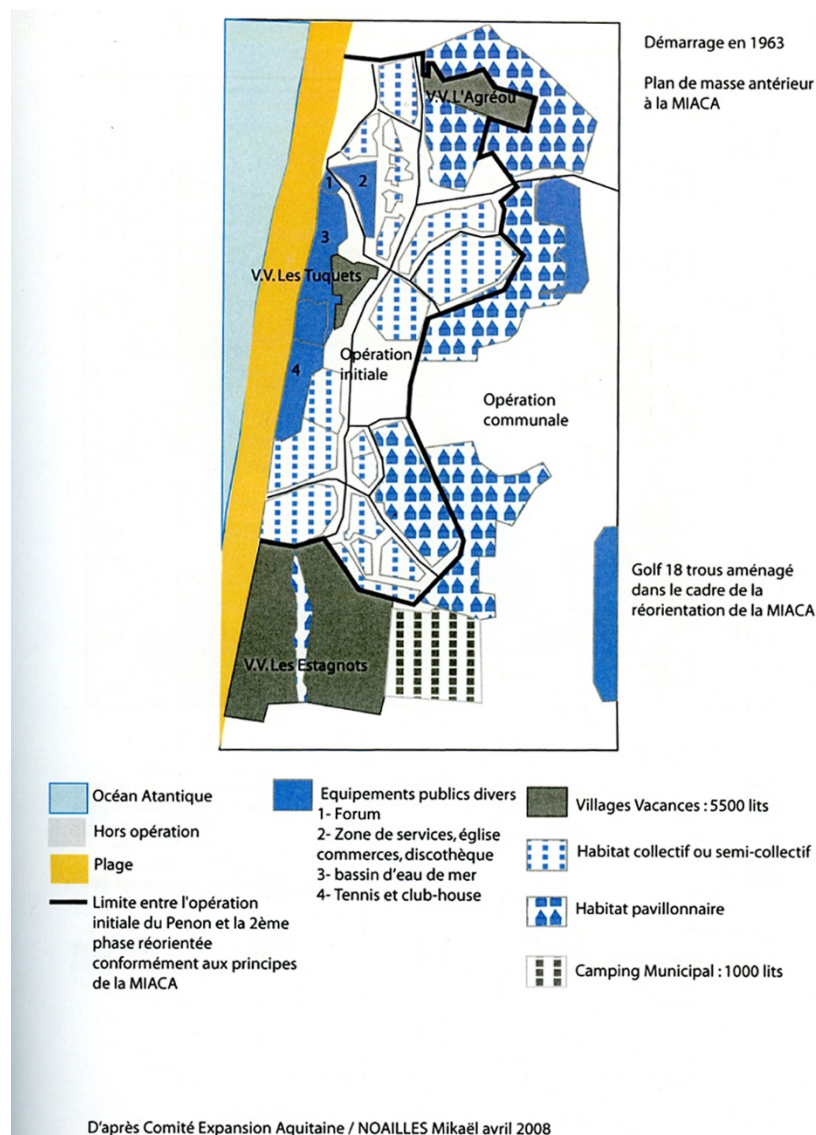 Démarrage en 1963
Plan de masse antérieur
à la MIACA
V.V. L'Agréou
1
2
3
V.V. Les Tuquets
Opération
initiale
4
Opération
communale
Golf 18 trous aménagé
dans le cadre de la
réorientation de la MIACA
V.V. Les Estagnots
Océan Atantique
Hors opération
Plage
Limite entre l'opération
initiale du Penon et la 2ème
phase réorientée
conformément aux principes
de la MIACA
Equipements publics divers
1- Forum
2- Zone de services, église
commerces, discothèque
3- bassin d'eau de mer
4- Tennis et club-house
Villages Vacances : 5500 lits
Habitat collectif ou semi-collectif
Habitat pavillonnaire
Camping Municipal : 1000 lits
D'après Comité Expansion Aquitaine / NOAILLES Mikaël avril 2008